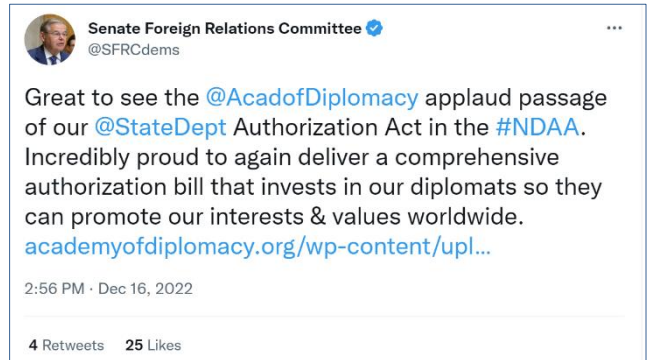 Senate Foreign Relations Committee
@SFRCdems
Great to see the @AcadofDiplomacy applaud passage
of our @StateDept Authorization Act in the #NDAA.
Incredibly proud to again deliver a comprehensive
authorization bill that invests in our diplomats so they
can promote our interests & values worldwide.
academyofdiplomacy.org/wp-content/upl...
2:56 PM · Dec 16, 2022
4 Retweets 25 Likes